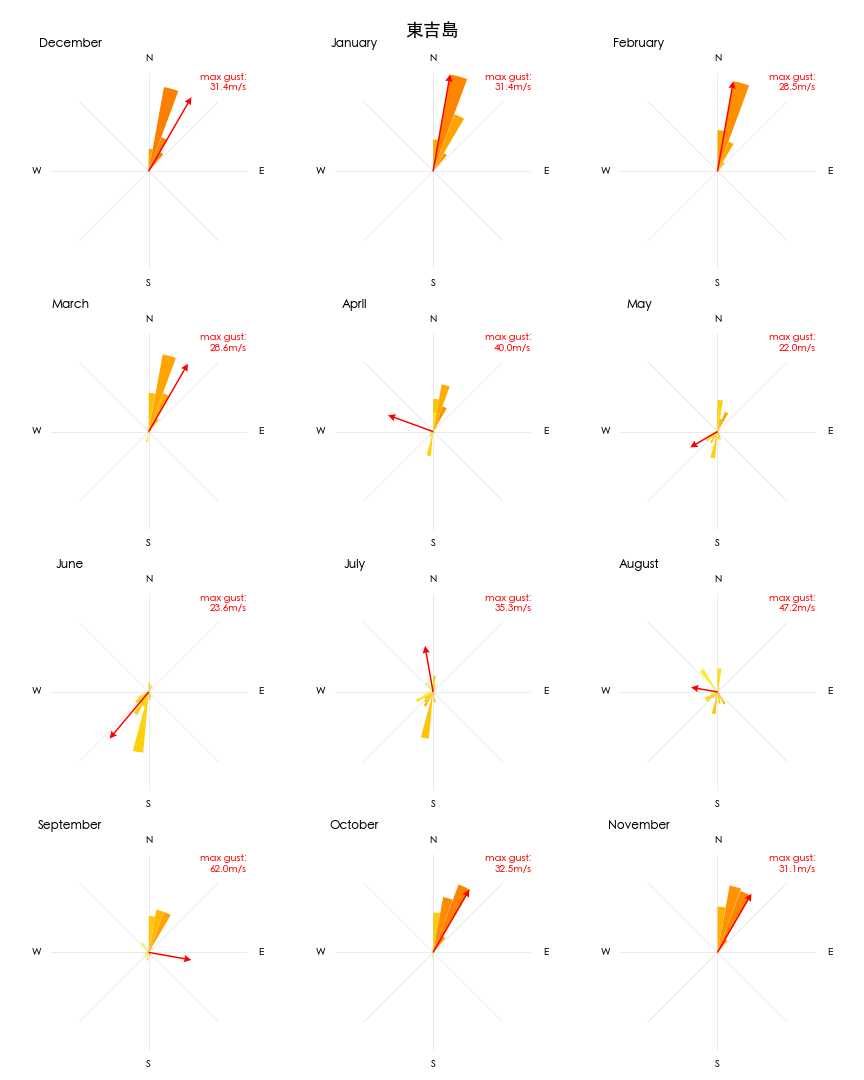 東吉島
December
N
max gust:
31.4m/s
W
E
S
January
N
max gust:
31.4m/s
W
E
S
February
N
max gust:
28.5m/s
W
E
S
March
N
max gust:
28.6m/s
W
E
S
April
N
max gust:
40.0m/s
W
E
S
May
N
max gust:
22.0m/s
W
E
S
June
N
max gust:
23.6m/s
W
E
S
July
N
max gust:
35.3m/s
W
E
S
August
N
max gust:
47.2m/s
W
E
S
September
N
max gust:
62.0m/s
W
E
S
October
N
max gust:
32.5m/s
W
E
S
November
N
max gust:
31.1m/s
W
E
S